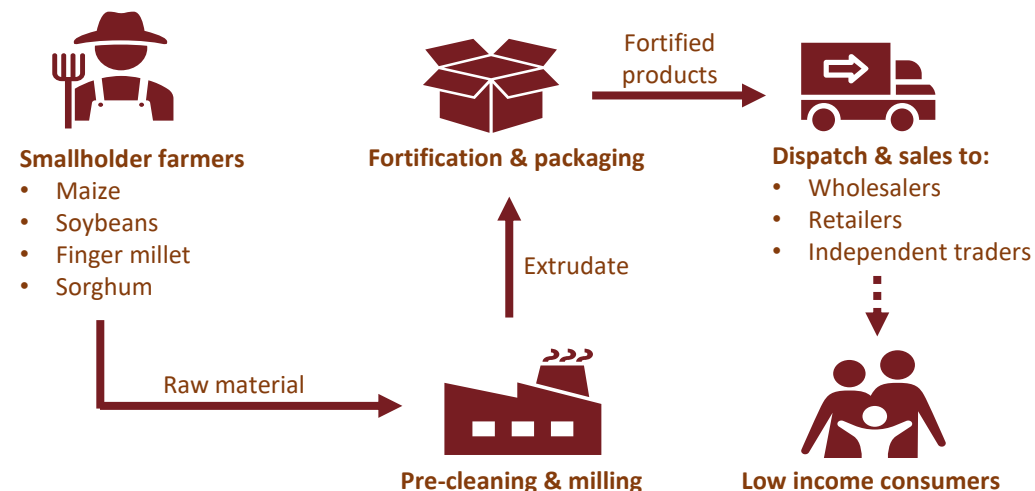 Smallholder farmers
• Maize
• Soybeans
• Finger millet
• Sorghum
Raw material
Pre-cleaning & milling
Extrudate
Fortification & packaging
Fortified
products
Dispatch & sales to:
• Wholesalers
• Retailers
• Independent traders
Low income consumers